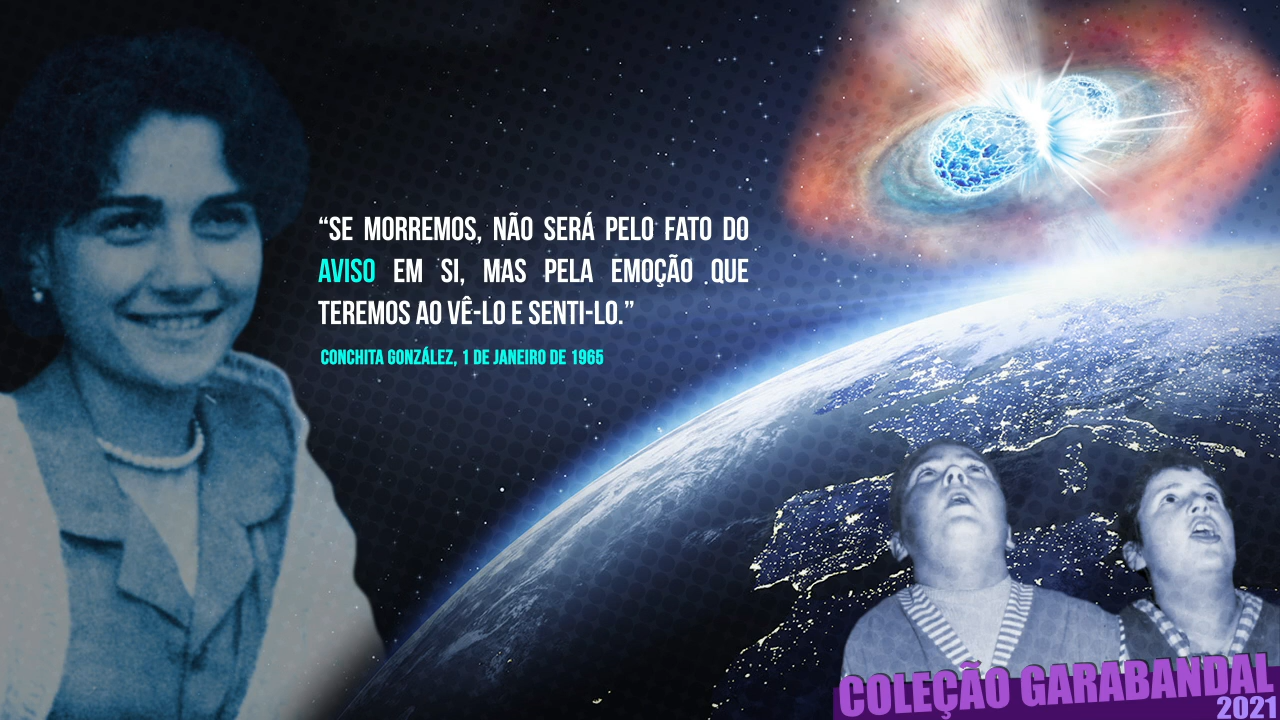 “SE MORREMOS, NÃO SERÁ PELO FATO DO
AVISO EM SI, MAS PELA EMOÇÃO QUE
TEREMOS AO VÊ-LO E SENTI-LO.”
CONCHITA GONZÁLEZ, 1 DE JANEIRO DE 1965
COLEÇÃO GARABANDAL
2021